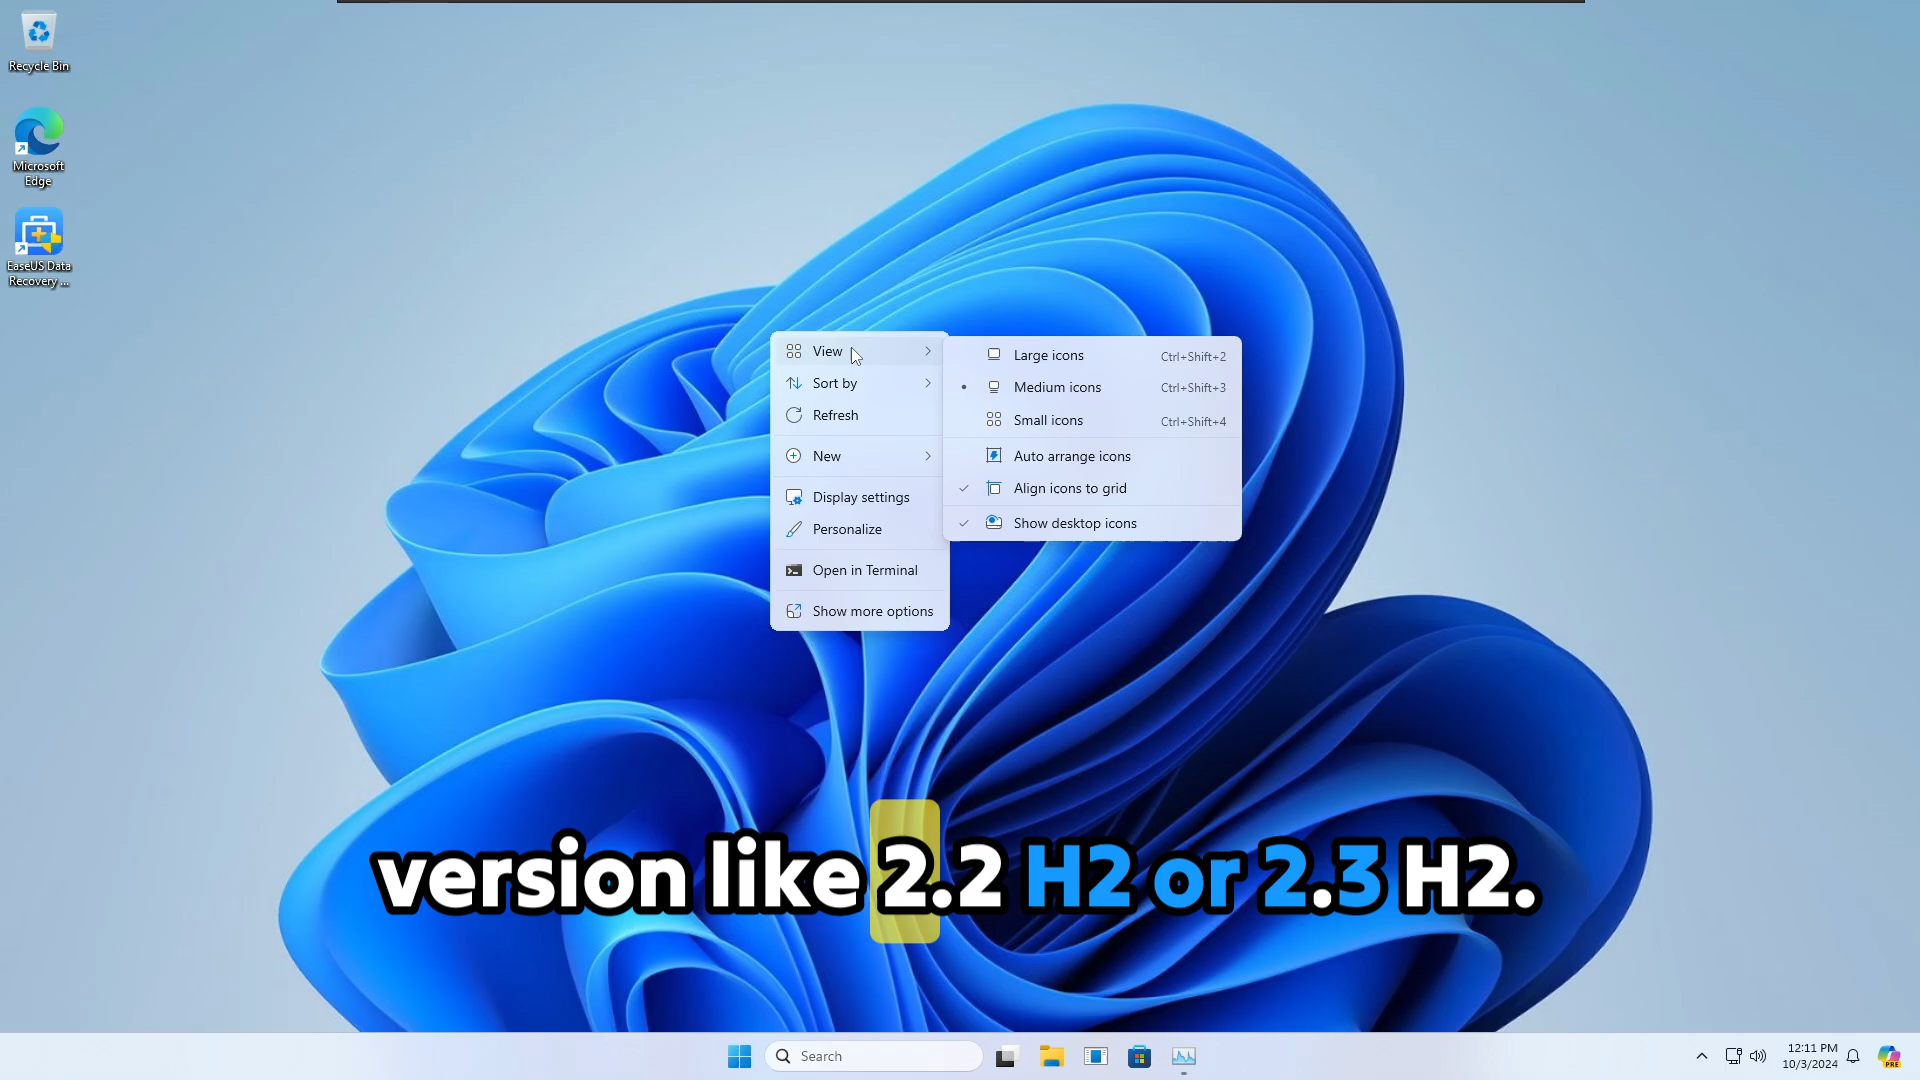 Recycle Bin
Microsoft
Edge
EaseUS Data
Recovery ...
View
Sort by
Refresh
New
Display settings
Personalize
Open in Terminal
Show more options
Large icons Ctrl+Shift+2
Medium icons Ctrl+Shift+3
Small icons Ctrl+Shift+4
Auto arrange icons
Align icons to grid
Show desktop icons
version like 2.2 H2 or 2.3 H2.
Search
12:11 PM
10/3/2024
PRE